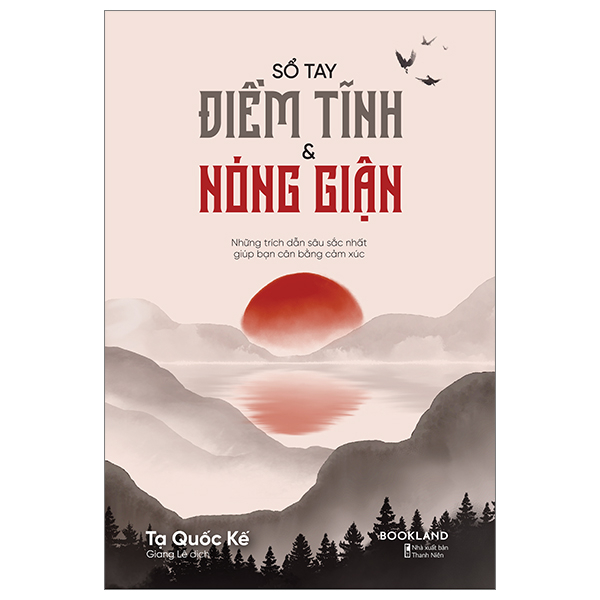 SỔ TAY
ĐIỀM TĨNH
&
NÓNG GIẬN
Những trích dẫn sâu sắc nhất
giúp bạn cân bằng cảm xúc
Tạ Quốc Kế
Giang Lê dịch
BOOKLAND
Nhà xuất bản
Thanh Niên